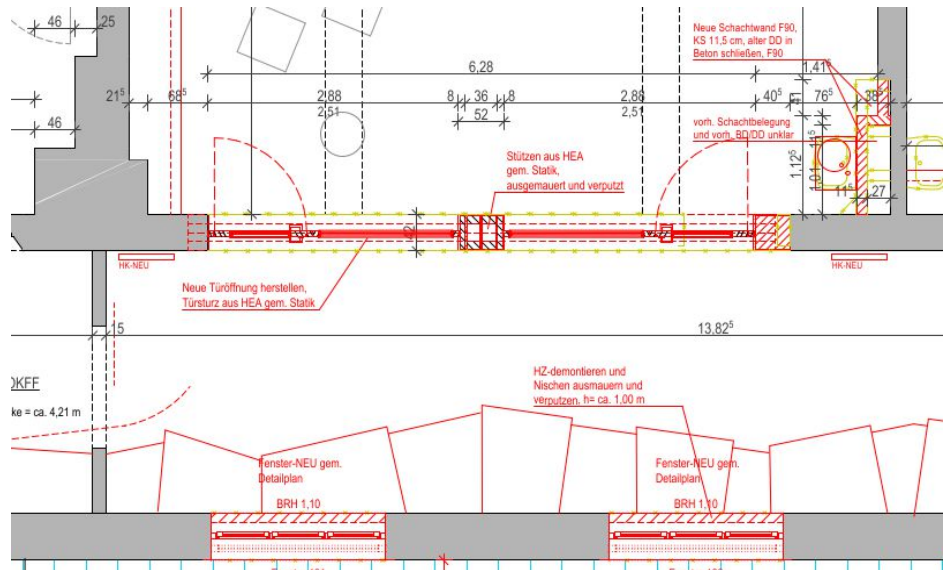 46
25
Neue Schachtwand F90,
KS 11,5 cm, alter DD in
Beton schließen, F90
6,28
1,41⁵
21⁵
68⁵
2,88
2,51
8
36
8
52
2,88
2,51
40⁵
41
76⁵
38⁵
46
vorh. Schachtbelegung
und vorh. BD/DD unklar
Stützen aus HEA
gem. Statik,
ausgemauert und verputzt
1,12⁵
1,01
11⁵
11⁵
27
42
HK-NEU
HK-NEU
Neue Türöffnung herstellen,
Türsturz aus HEA gem. Statik
15
13,82⁵
OKFF
ke = ca. 4,21 m
HZ-demontieren und
Nischen ausmauern und
verputzen, h= ca. 1,00 m
Fenster-NEU gem.
Detailplan
BRH 1,10
Fenster-NEU gem.
Detailplan
BRH 1,10